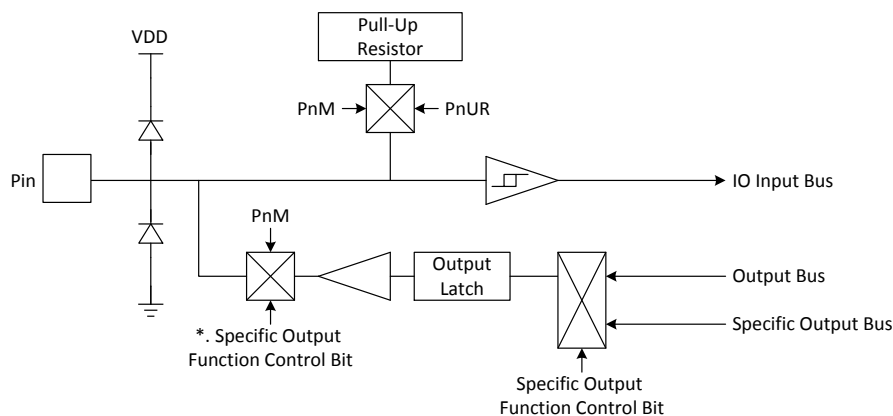 VDD
Pull-Up
Resistor
PnM
PnUR
Pin
IO Input Bus
PnM
Output
Latch
Output Bus
Specific Output Bus
*. Specific Output
Function Control Bit
Specific Output
Function Control Bit